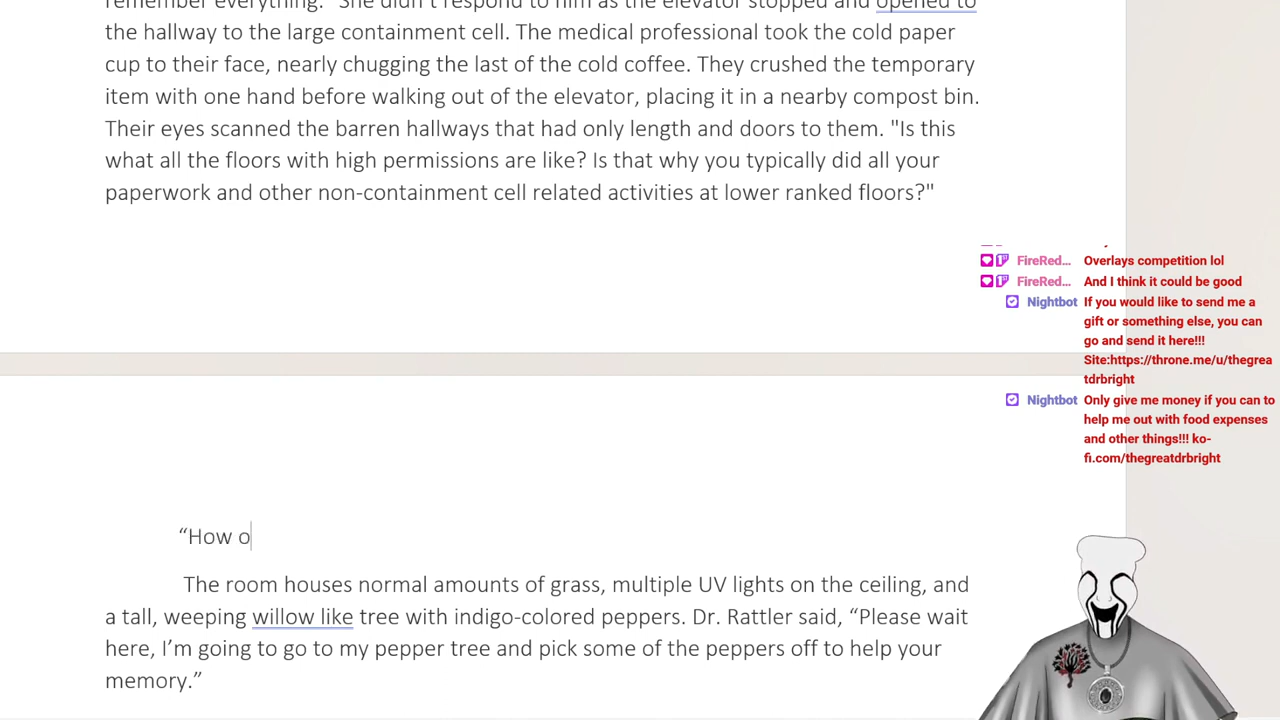 remember everything." She didn't respond to him as the elevator stopped and opened to
the hallway to the large containment cell. The medical professional took the cold paper
cup to their face, nearly chugging the last of the cold coffee. They crushed the temporary
item with one hand before walking out of the elevator, placing it in a nearby compost bin.
Their eyes scanned the barren hallways that had only length and doors to them. "Is this
what all the floors with high permissions are like? Is that why you typically did all your
paperwork and other non-containment cell related activities at lower ranked floors?"
FireRed... Overlays competition lol
FireRed... And I think it could be good
Nightbot If you would like to send me a
gift or something else, you can
go and send it here!!!
Site:https://throne.me/u/thegrea
tdrbright
Nightbot Only give me money if you can to
help me out with food expenses
and other things!!! ko-
fi.com/thegreatdrbright
“How o
The room houses normal amounts of grass, multiple UV lights on the ceiling, and
a tall, weeping willow like tree with indigo-colored peppers. Dr. Rattler said, “Please wait
here, I’m going to go to my pepper tree and pick some of the peppers off to help your
memory.”